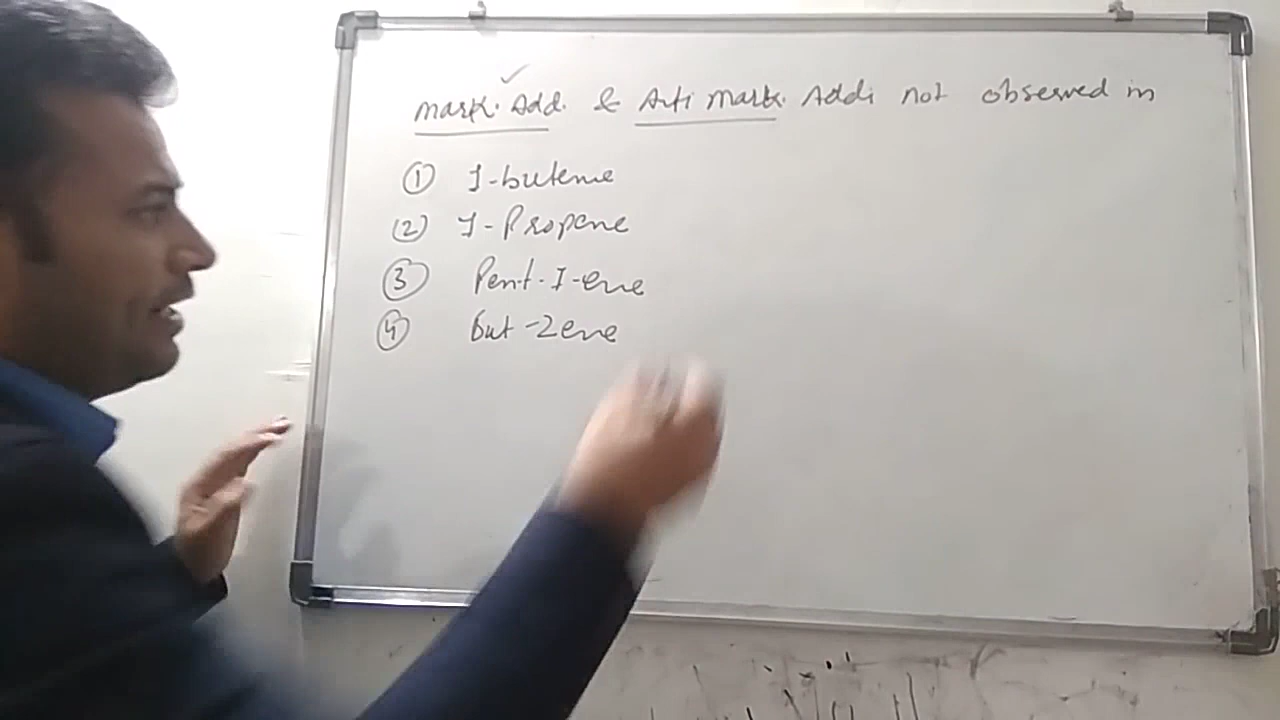 mark. Add. & Anti mark. Addi not observed in
① 1-butene
② 1-Propene
③ Pent-1-ene
④ but-2ene